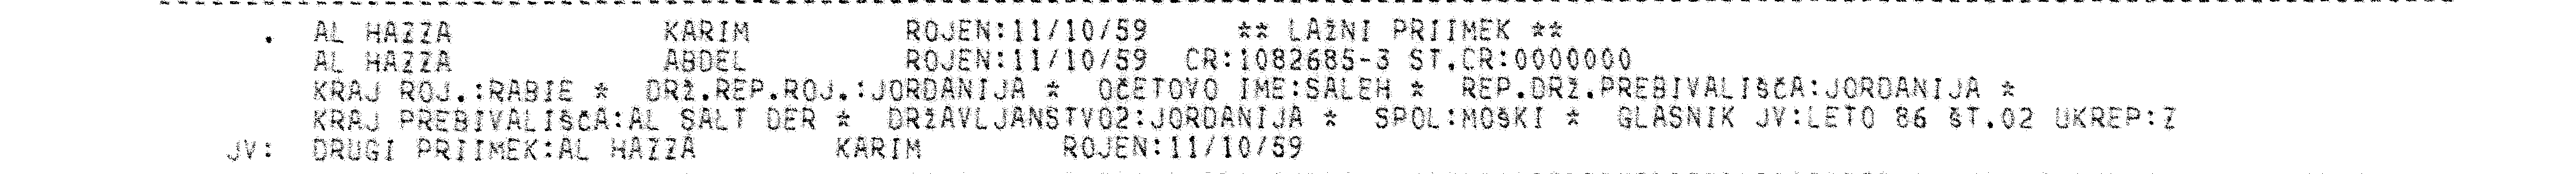 . AL HAZZA KARIM ROJEN:11/10/59 ** LAŽNI PRIIMEK **
AL HAZZA ABDEL ROJEN:11/10/59 CR:1082685-3 ST.CR:0000000
KRAJ ROJ.:RABIE * DRŽ.REP.ROJ.:JORDANIJA * OČETOVO IME:SALEH * REP.DRŽ.PREBIVALIŠČA:JORDANIJA *
KRAJ PREBIVALIŠČA:AL SALT DER * DRŽAVLJANSTVO2:JORDANIJA * SPOL:MOŠKI * GLASNIK JV:LETO 86 ŠT.02 UKREP:Z
JV: DRUGI PRIIMEK:AL HAZZA KARIM ROJEN:11/10/59